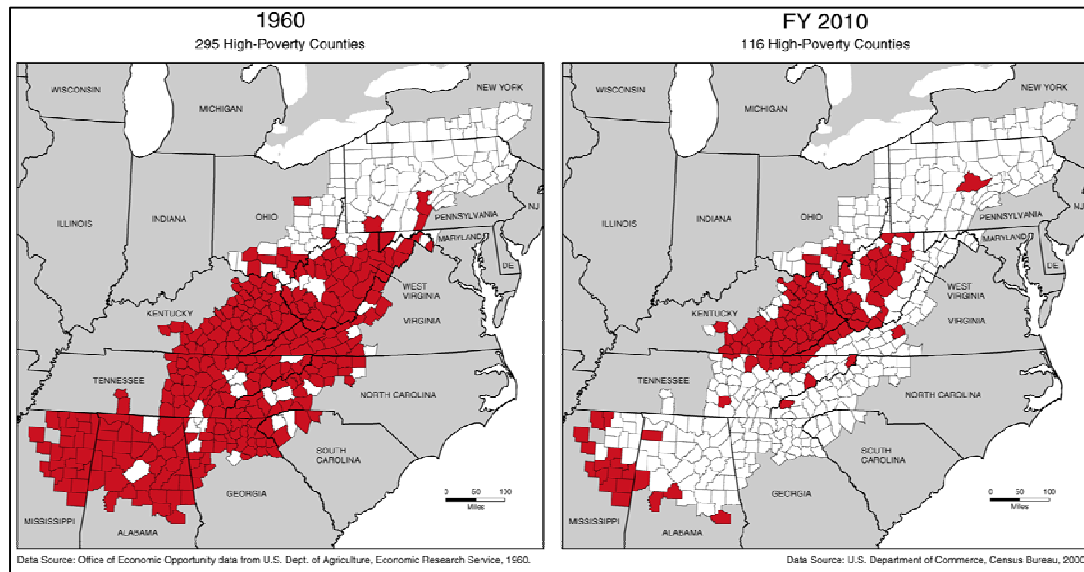 1960
295 High-Poverty Counties
WISCONSIN
MICHIGAN
NEW YORK
ILLINOIS
INDIANA
OHIO
PENNSYLVANIA
NJ
MARYLAND
DE
WEST
VIRGINIA
KENTUCKY
VIRGINIA
TENNESSEE
NORTH CAROLINA
SOUTH
CAROLINA
GEORGIA
MISSISSIPPI
ALABAMA
0 50 100
Miles
Data Source: Office of Economic Opportunity data from U.S. Dept. of Agriculture, Economic Research Service, 1960.
FY 2010
116 High-Poverty Counties
WISCONSIN
MICHIGAN
NEW YORK
ILLINOIS
INDIANA
OHIO
PENNSYLVANIA
NJ
MARYLAND
DE
WEST
VIRGINIA
KENTUCKY
VIRGINIA
TENNESSEE
NORTH CAROLINA
SOUTH
CAROLINA
GEORGIA
MISSISSIPPI
ALABAMA
0 50 100
Miles
Data Source: U.S. Department of Commerce, Census Bureau, 2000